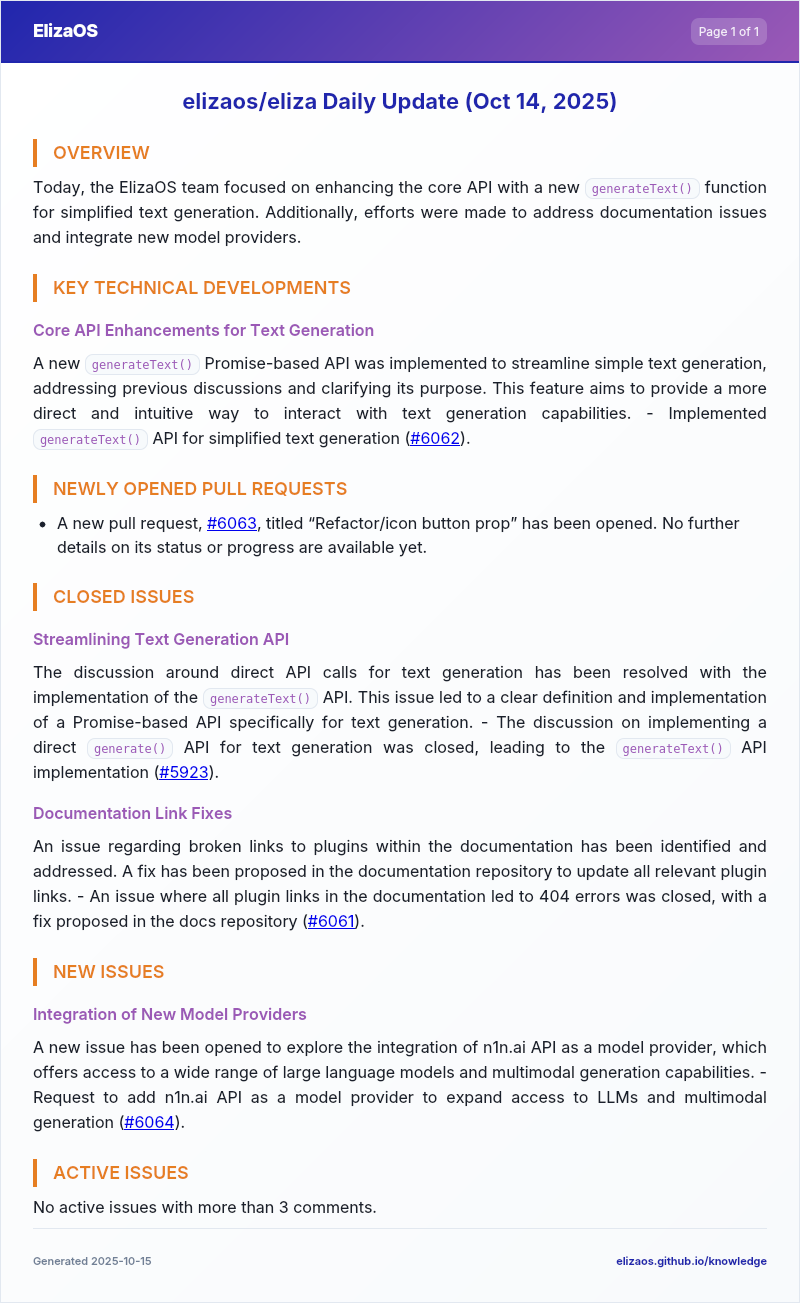 ElizaOS
Page 1 of 1
elizaos/eliza Daily Update (Oct 14, 2025)
OVERVIEW
Today, the ElizaOS team focused on enhancing the core API with a new generateText() function
for simplified text generation. Additionally, efforts were made to address documentation issues
and integrate new model providers.
KEY TECHNICAL DEVELOPMENTS
Core API Enhancements for Text Generation
A new generateText() Promise-based API was implemented to streamline simple text generation,
addressing previous discussions and clarifying its purpose. This feature aims to provide a more
direct and intuitive way to interact with text generation capabilities. - Implemented
generateText() API for simplified text generation (#6062).
NEWLY OPENED PULL REQUESTS
• A new pull request, #6063, titled “Refactor/icon button prop” has been opened. No further
details on its status or progress are available yet.
CLOSED ISSUES
Streamlining Text Generation API
The discussion around direct API calls for text generation has been resolved with the
implementation of the generateText() API. This issue led to a clear definition and implementation
of a Promise-based API specifically for text generation. - The discussion on implementing a
direct generate() API for text generation was closed, leading to the generateText() API
implementation (#5923).
Documentation Link Fixes
An issue regarding broken links to plugins within the documentation has been identified and
addressed. A fix has been proposed in the documentation repository to update all relevant plugin
links. - An issue where all plugin links in the documentation led to 404 errors was closed, with a
fix proposed in the docs repository (#6061).
NEW ISSUES
Integration of New Model Providers
A new issue has been opened to explore the integration of n1n.ai API as a model provider, which
offers access to a wide range of large language models and multimodal generation capabilities. -
Request to add n1n.ai API as a model provider to expand access to LLMs and multimodal
generation (#6064).
ACTIVE ISSUES
No active issues with more than 3 comments.
Generated 2025-10-15
elizaos.github.io/knowledge